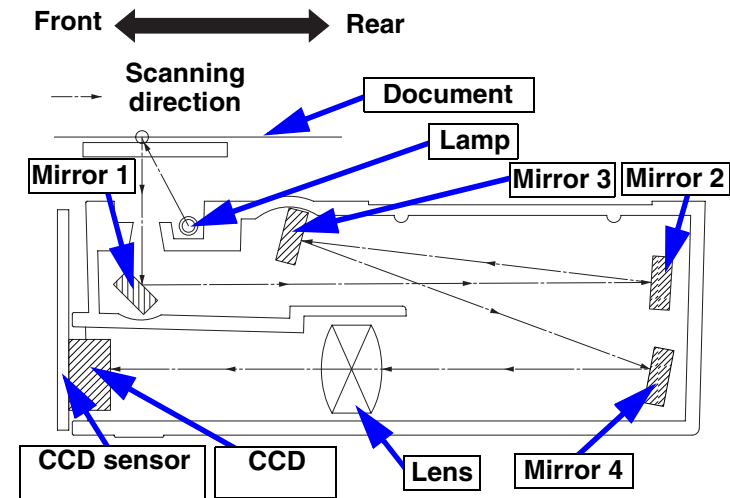 Front
Rear
Scanning
direction
Document
Lamp
Mirror 1
Mirror 3
Mirror 2
CCD sensor
CCD
Lens
Mirror 4